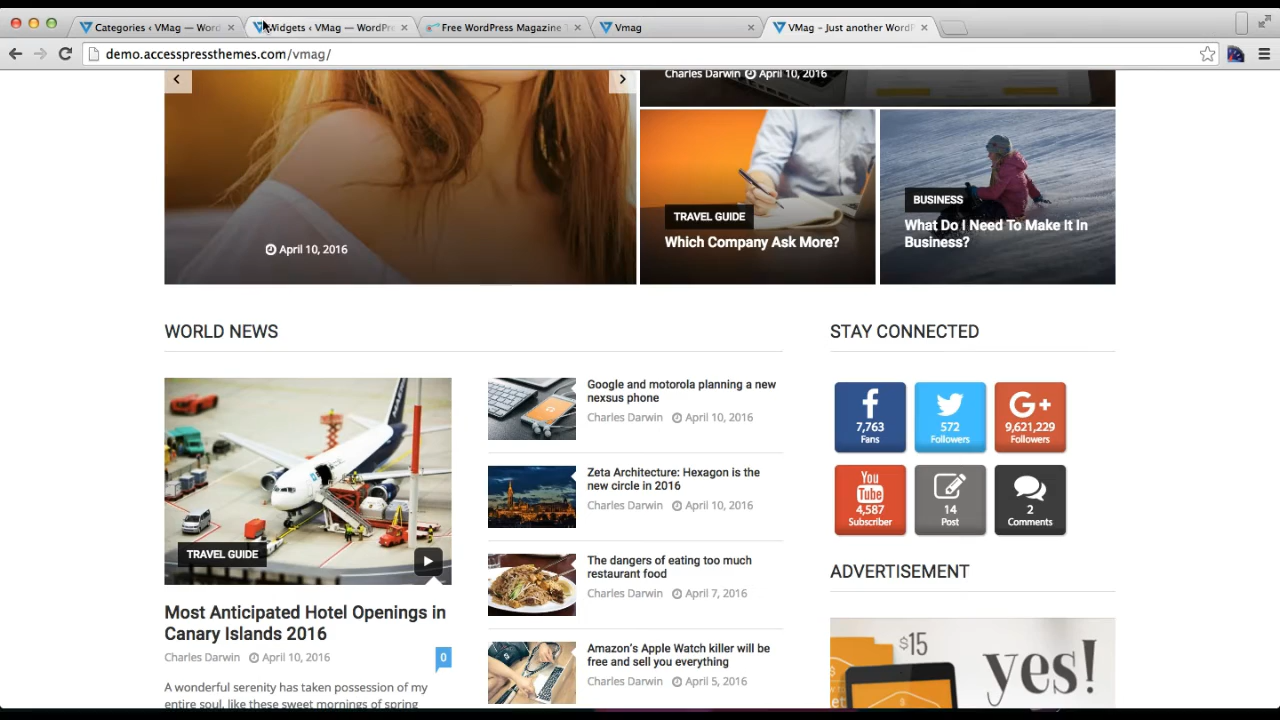 Categories ‹ VMag — Word
Widgets ‹ VMag — WordPre
Free WordPress Magazine
Vmag
VMag – Just another WordP
demo.accesspressthemes.com/vmag/
Charles Darwin April 10, 2016
April 10, 2016
TRAVEL GUIDE
Which Company Ask More?
BUSINESS
What Do I Need To Make It In
Business?
WORLD NEWS
TRAVEL GUIDE
Most Anticipated Hotel Openings in
Canary Islands 2016
Charles Darwin April 10, 2016
0
A wonderful serenity has taken possession of my
entire soul, like these sweet mornings of spring
Google and motorola planning a new
nexsus phone
Charles Darwin April 10, 2016
Zeta Architecture: Hexagon is the
new circle in 2016
Charles Darwin April 10, 2016
The dangers of eating too much
restaurant food
Charles Darwin April 7, 2016
Amazon's Apple Watch killer will be
free and sell you everything
Charles Darwin April 5, 2016
STAY CONNECTED
7,763
Fans
572
Followers
G+
9,621,229
Followers
You
Tube
4,587
Subscriber
14
Post
2
Comments
ADVERTISEMENT
$15
yes!